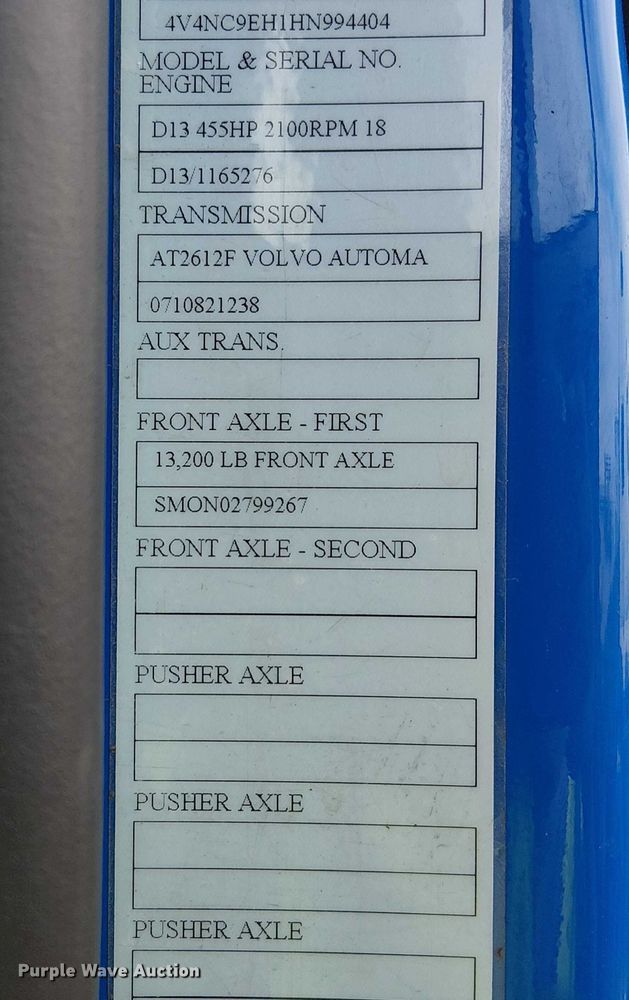 4V4NC9EH1HN994404
MODEL & SERIAL NO.
ENGINE
D13 455HP 2100RPM 18
D13/1165276
TRANSMISSION
AT2612F VOLVO AUTOMA
0710821238
AUX TRANS.
FRONT AXLE - FIRST
13,200 LB FRONT AXLE
SMON02799267
FRONT AXLE - SECOND
PUSHER AXLE
PUSHER AXLE
PUSHER AXLE
Purple Wave Auction